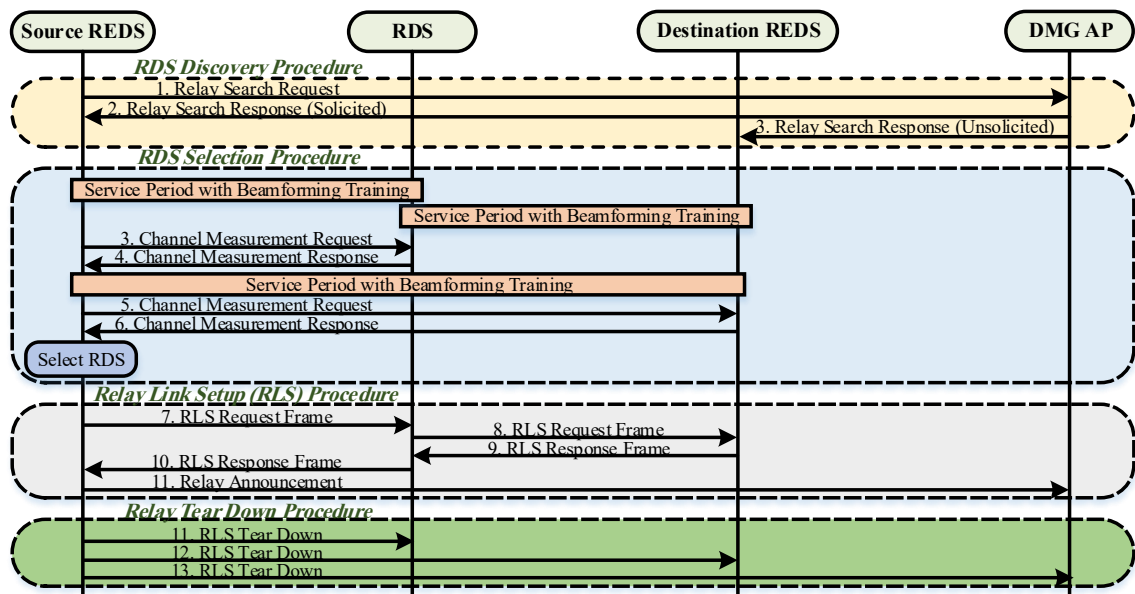 Source REDS
RDS
Destination REDS
DMG AP
RDS Discovery Procedure
1. Relay Search Request
2. Relay Search Response (Solicited)
3. Relay Search Response (Unsolicited)
RDS Selection Procedure
Service Period with Beamforming Training
Service Period with Beamforming Training
3. Channel Measurement Request
4. Channel Measurement Response
Service Period with Beamforming Training
5. Channel Measurement Request
6. Channel Measurement Response
Select RDS
Relay Link Setup (RLS) Procedure
7. RLS Request Frame
8. RLS Request Frame
9. RLS Response Frame
10. RLS Response Frame
11. Relay Announcement
Relay Tear Down Procedure
11. RLS Tear Down
12. RLS Tear Down
13. RLS Tear Down